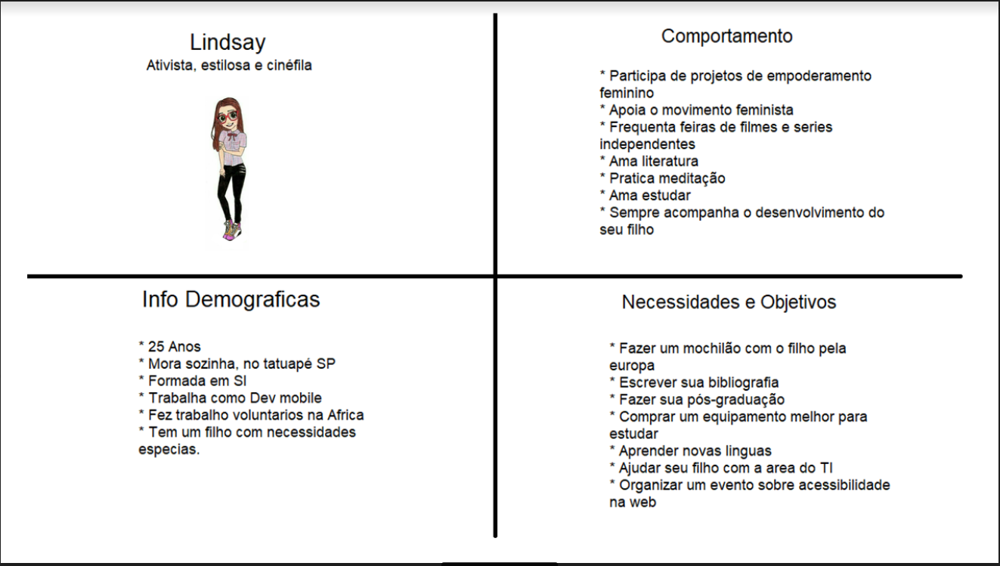 Lindsay
Ativista, estilosa e cinéfila
Comportamento
* Participa de projetos de empoderamento
feminino
* Apoia o movimento feminista
* Frequenta feiras de filmes e series
independentes
* Ama literatura
* Pratica meditação
* Ama estudar
* Sempre acompanha o desenvolvimento do
seu filho
Info Demograficas
* 25 Anos
* Mora sozinha, no tatuapé SP
* Formada em SI
* Trabalha como Dev mobile
* Fez trabalho voluntarios na Africa
* Tem um filho com necessidades
especias.
Necessidades e Objetivos
* Fazer um mochilão com o filho pela
europa
* Escrever sua bibliografia
* Fazer sua pós-graduação
* Comprar um equipamento melhor para
estudar
* Aprender novas linguas
* Ajudar seu filho com a area do TI
* Organizar um evento sobre acessibilidade
na web